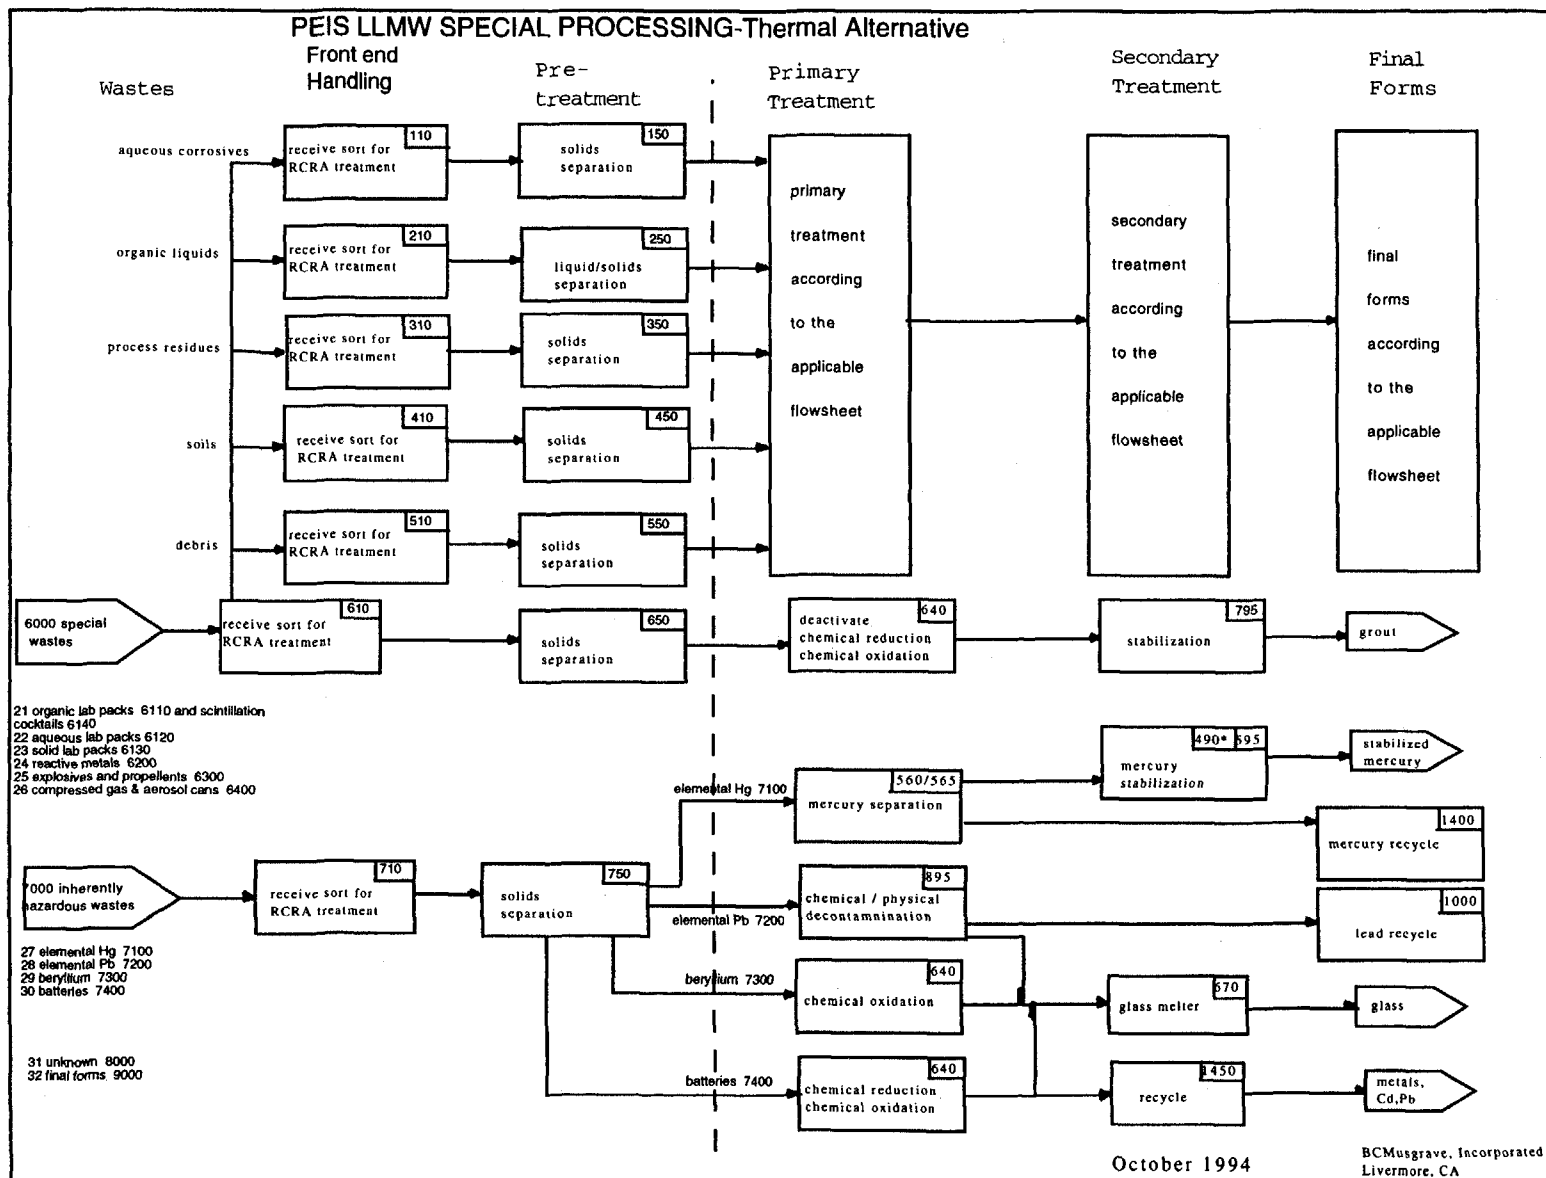 PEIS LLMW SPECIAL PROCESSING-Thermal Alternative
Wastes
Front end
Handling
Pre-
treatment
Primary
Treatment
Secondary
Treatment
Final
Forms
aqueous corrosives
110
receive sort for
RCRA treatment
150
solids
separation
organic liquids
210
receive sort for
RCRA treatment
250
liquid/solids
separation
process residues
310
receive sort for
RCRA treatment
350
solids
separation
soils
410
receive sort for
RCRA treatment
450
solids
separation
debris
510
receive sort for
RCRA treatment
550
solids
separation
primary
treatment
according
to the
applicable
flowsheet
secondary
treatment
according
to the
applicable
flowsheet
final
forms
according
to the
applicable
flowsheet
6000 special
wastes
610
receive sort for
RCRA treatment
650
solids
separation
640
deactivate
chemical reduction
chemical oxidation
795
stabilization
grout
21 organic lab packs 6110 and scintillation
cocktails 6140
22 aqueous lab packs 6120
23 solid lab packs 6130
24 reactive metals 6200
25 explosives and propellents 6300
26 compressed gas & aerosol cans 6400
7000 inherently
hazardous wastes
710
receive sort for
RCRA treatment
750
solids
separation
elemental Hg 7100
560/565
mercury separation
490* 595
mercury
stabilization
stabilized
mercury
1400
mercury recycle
elemental Pb 7200
895
chemical / physical
decontamnination
1000
lead recycle
beryllium 7300
640
chemical oxidation
670
glass melter
glass
batteries 7400
640
chemical reduction
chemical oxidation
1450
recycle
metals,
Cd,Pb
27 elemental Hg 7100
28 elemental Pb 7200
29 beryllium 7300
30 batteries 7400
31 unknown 8000
32 final forms 9000
October 1994
BCMusgrave, Incorporated
Livermore, CA